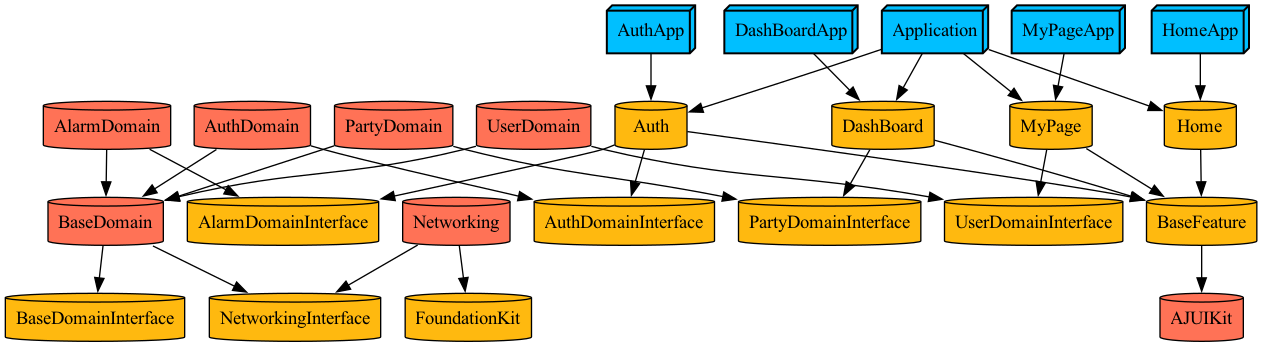 AuthApp
DashBoardApp
Application
MyPageApp
HomeApp
AlarmDomain
AuthDomain
PartyDomain
UserDomain
Auth
DashBoard
MyPage
Home
BaseDomain
AlarmDomainInterface
Networking
AuthDomainInterface
PartyDomainInterface
UserDomainInterface
BaseFeature
BaseDomainInterface
NetworkingInterface
FoundationKit
AJUIKit